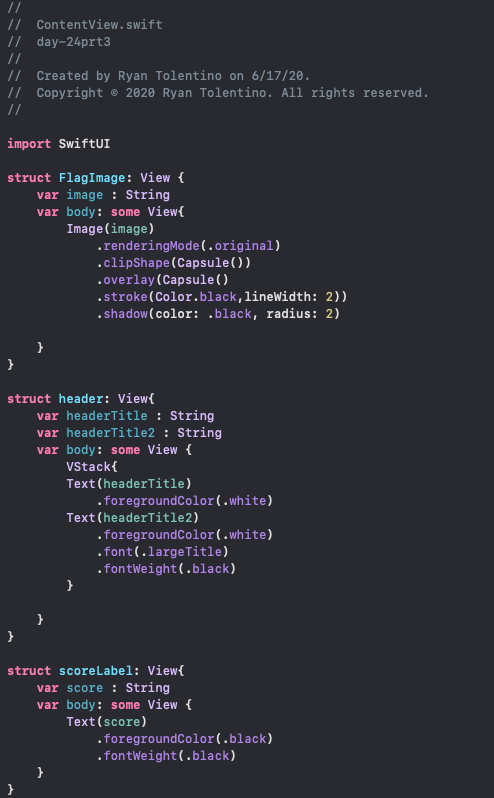 //
//  ContentView.swift
//  day-24prt3
//
//  Created by Ryan Tolentino on 6/17/20.
//  Copyright © 2020 Ryan Tolentino. All rights reserved.
//

import SwiftUI

struct FlagImage: View {
    var image : String
    var body: some View{
        Image(image)
            .renderingMode(.original)
            .clipShape(Capsule())
            .overlay(Capsule()
            .stroke(Color.black,lineWidth: 2))
            .shadow(color: .black, radius: 2)

    }
}

struct header: View{
    var headerTitle : String
    var headerTitle2 : String
    var body: some View {
        VStack{
        Text(headerTitle)
            .foregroundColor(.white)
        Text(headerTitle2)
            .foregroundColor(.white)
            .font(.largeTitle)
            .fontWeight(.black)
        }

    }
}

struct scoreLabel: View{
    var score : String
    var body: some View {
        Text(score)
            .foregroundColor(.black)
            .fontWeight(.black)
    }
}